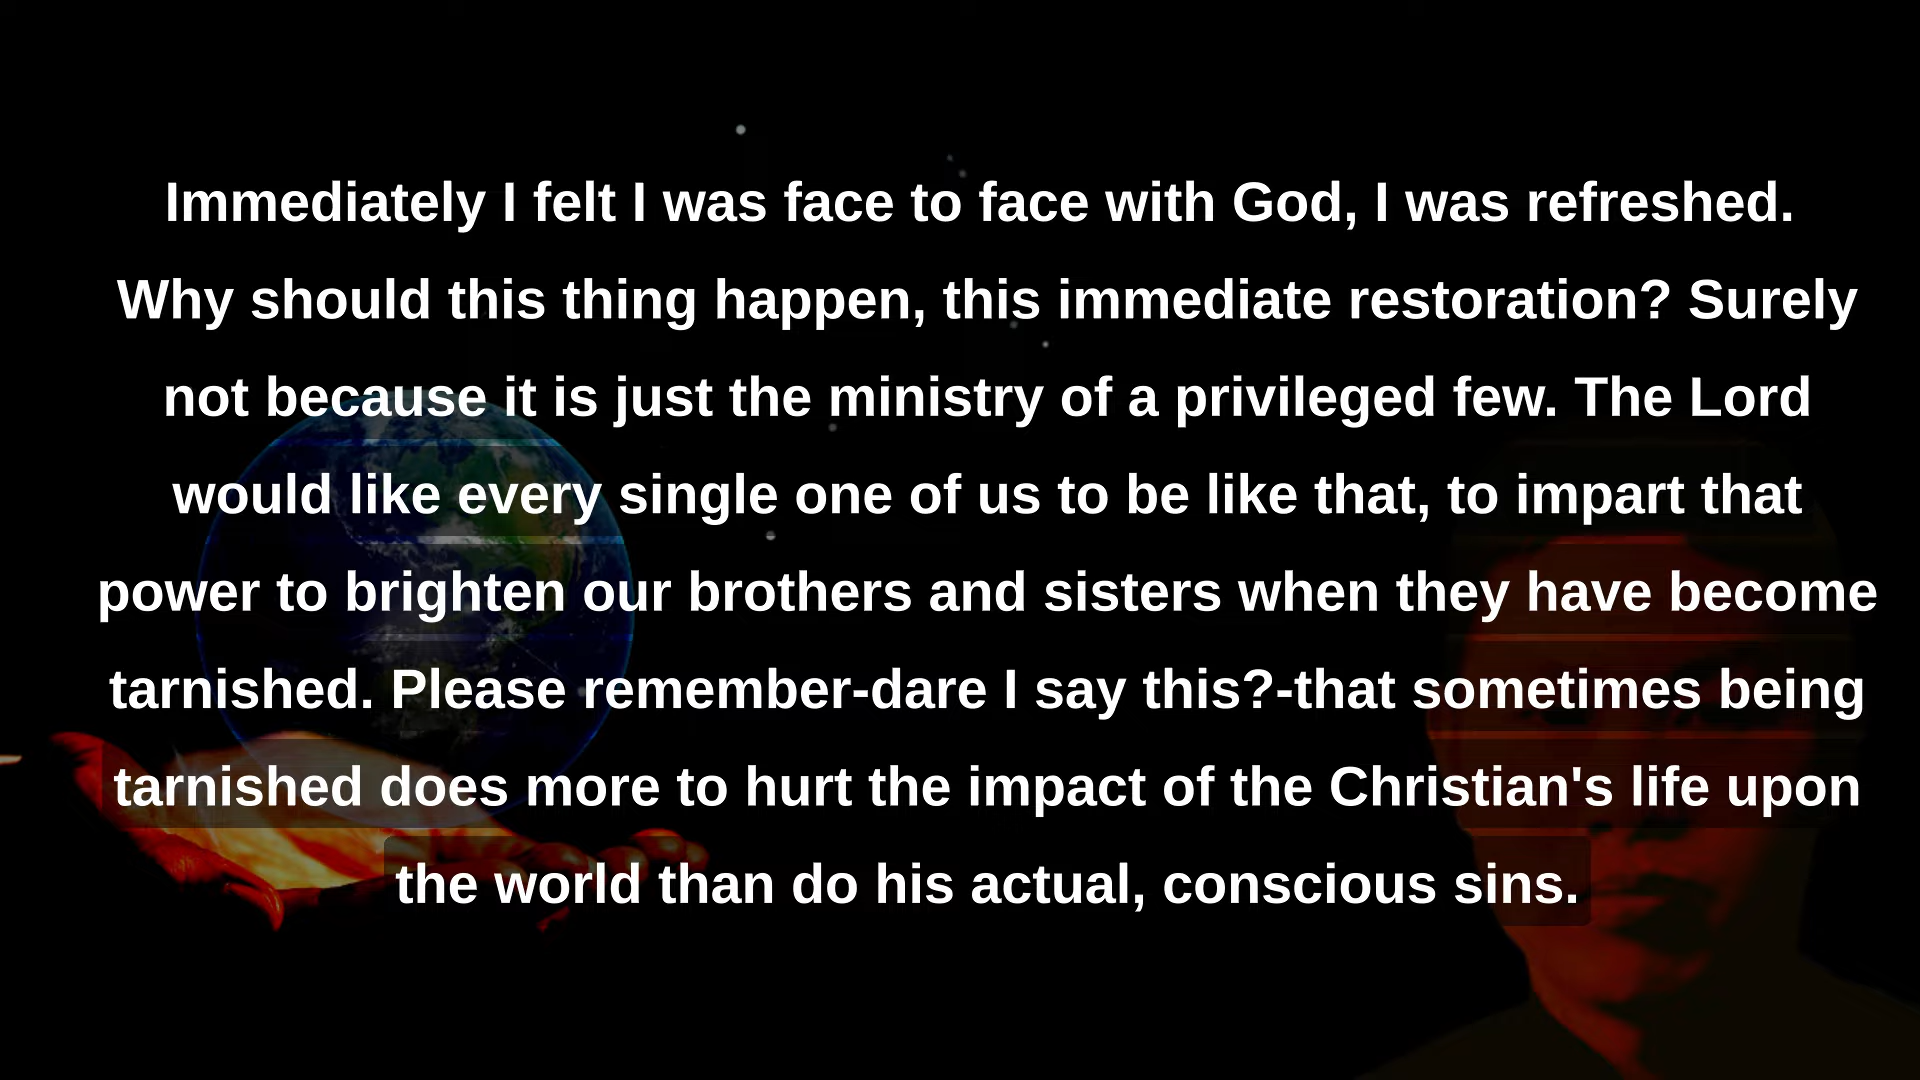 Immediately I felt I was face to face with God, I was refreshed.
Why should this thing happen, this immediate restoration? Surely
not because it is just the ministry of a privileged few. The Lord
would like every single one of us to be like that, to impart that
power to brighten our brothers and sisters when they have become
tarnished. Please remember-dare I say this?-that sometimes being
tarnished does more to hurt the impact of the Christian's life upon
the world than do his actual, conscious sins.